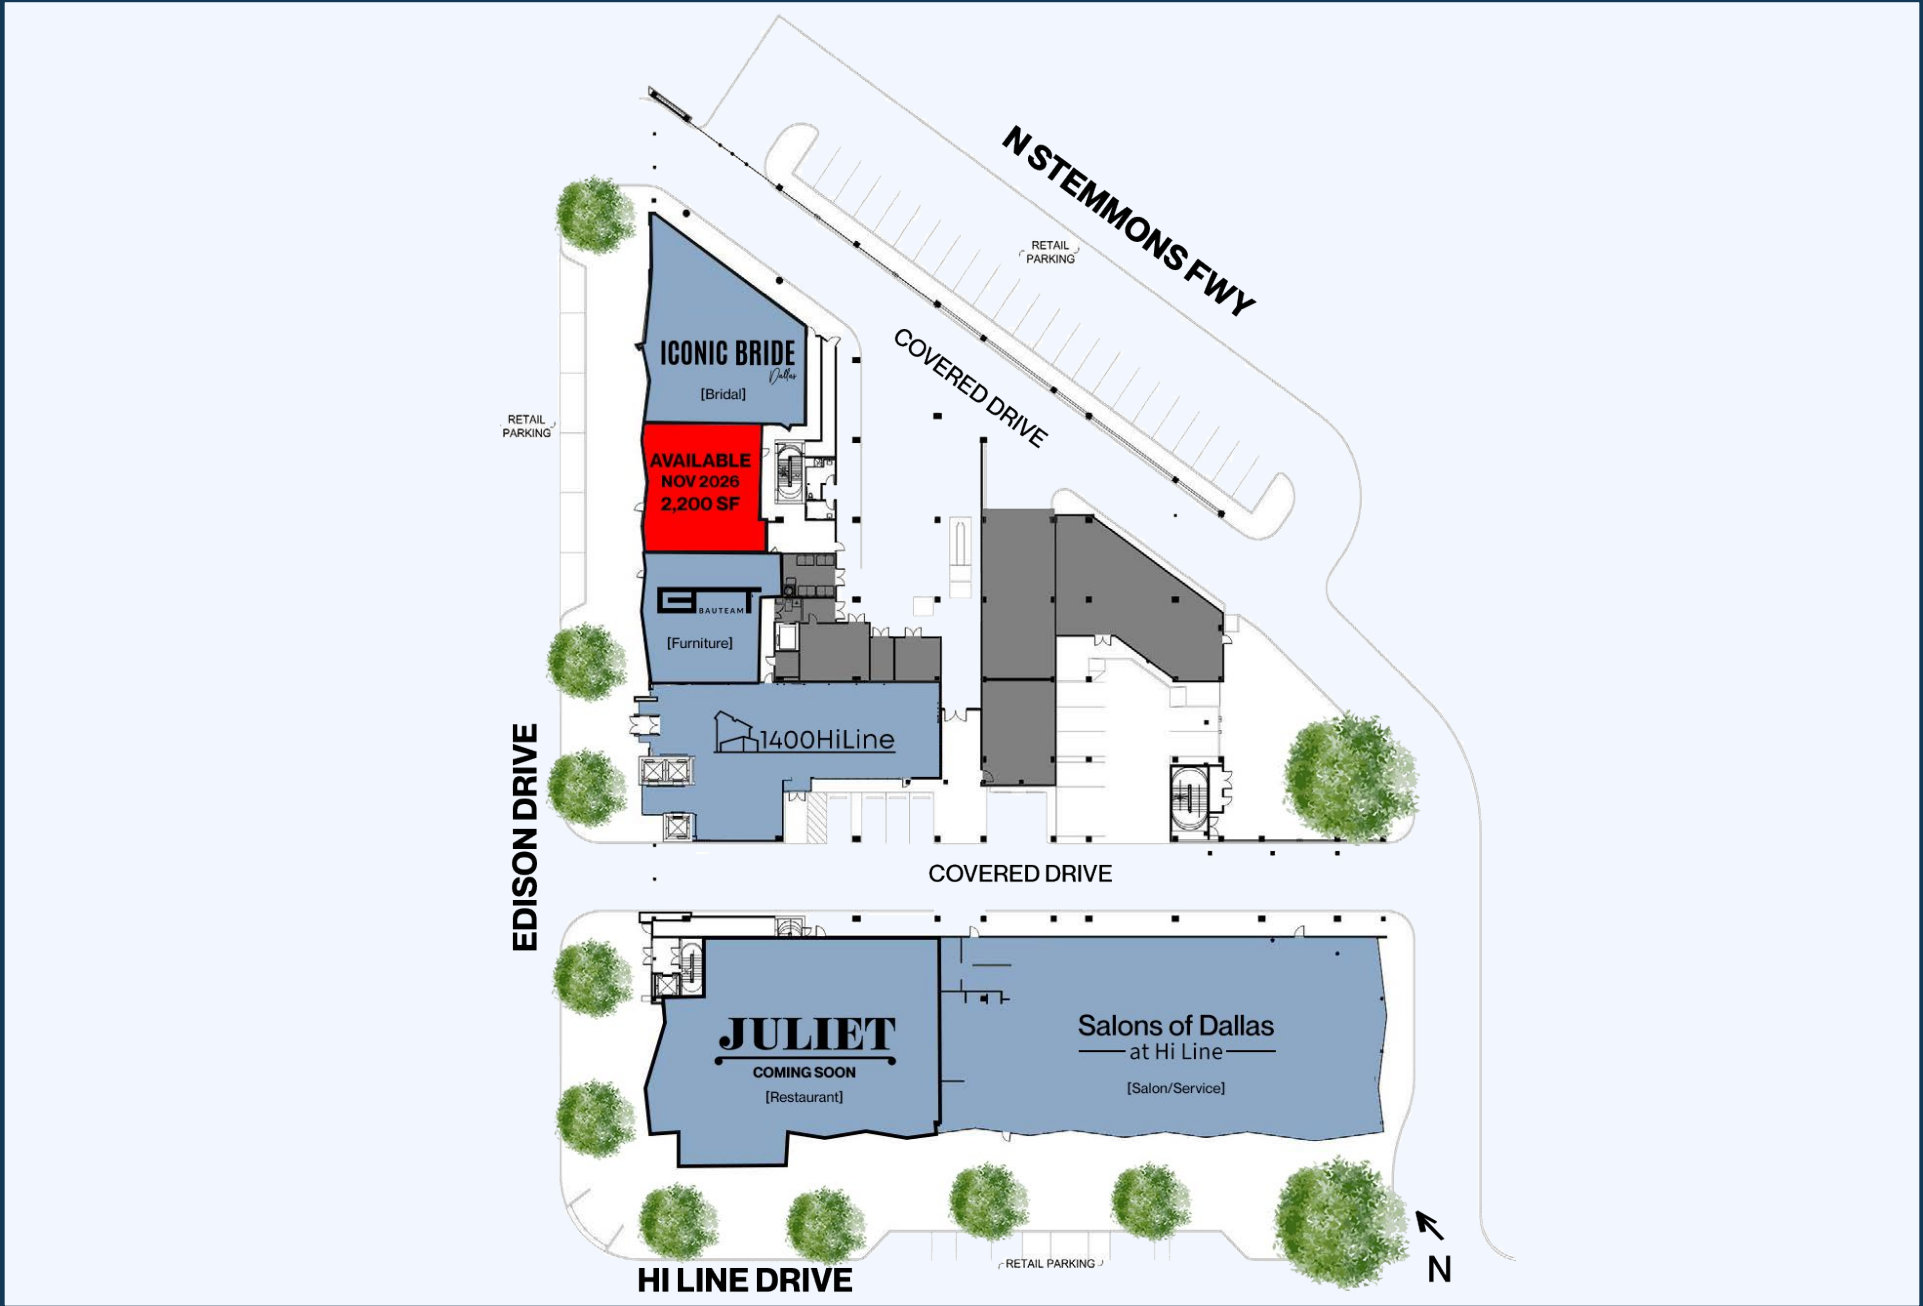 N STEMMONS FWY
RETAIL
PARKING
COVERED DRIVE
ICONIC BRIDE
Dallas
[Bridal]
RETAIL
PARKING
AVAILABLE
NOV 2026
2,200 SF
BAUTEAM
[Furniture]
1400HiLine
EDISON DRIVE
COVERED DRIVE
JULIET
COMING SOON
[Restaurant]
Salons of Dallas
at Hi Line
[Salon/Service]
RETAIL PARKING
HI LINE DRIVE
N